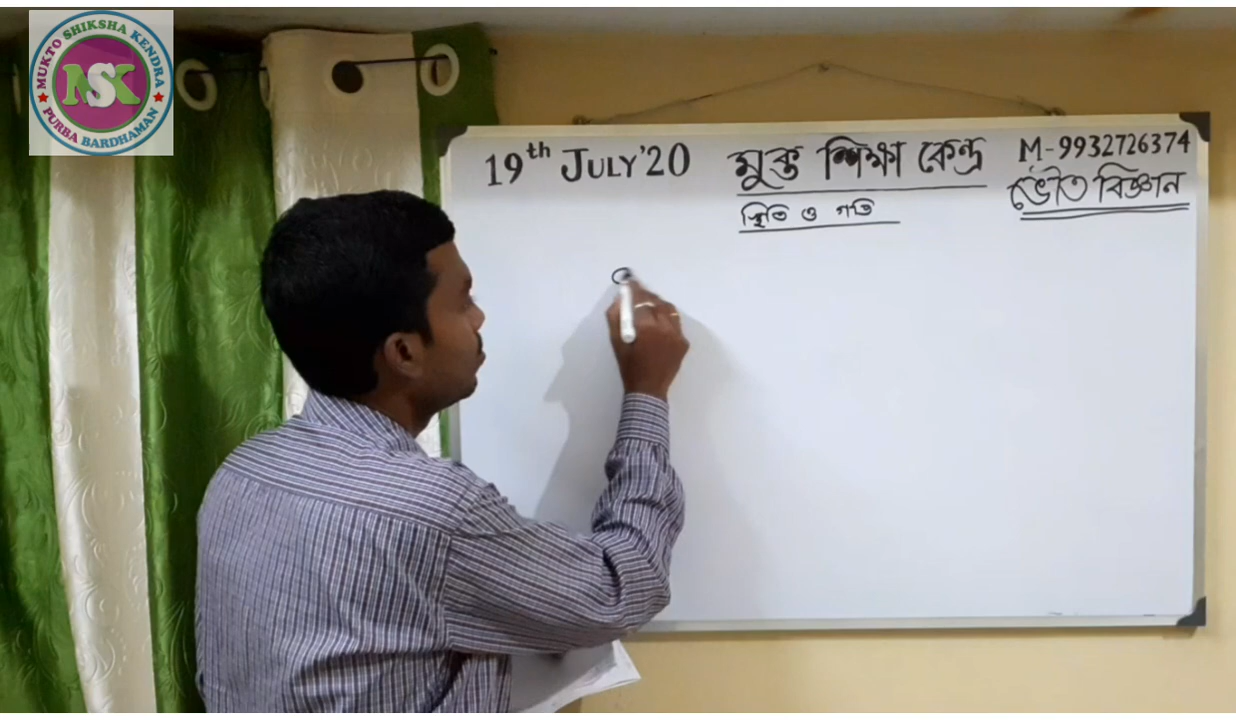 MUKTO SHIKSHA KENDRA
MSK
PURBA BARDHAMAN
19th JULY'20
মুক্ত শিক্ষা কেন্দ্র
M-9932726374
ভৌত বিজ্ঞান
স্থিতি ও গতি